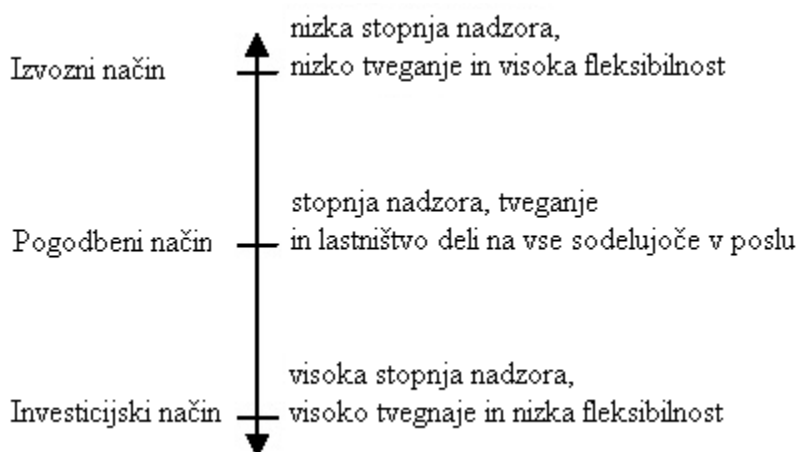 nizka stopnja nadzora,
Izvozni način
nizko tveganje in visoka fleksibilnost
stopnja nadzora, tveganje
Pogodbeni način
in lastništvo deli na vse sodelujoče v poslu
visoka stopnja nadzora,
Investicijski način
visoko tvegnaje in nizka fleksibilnost